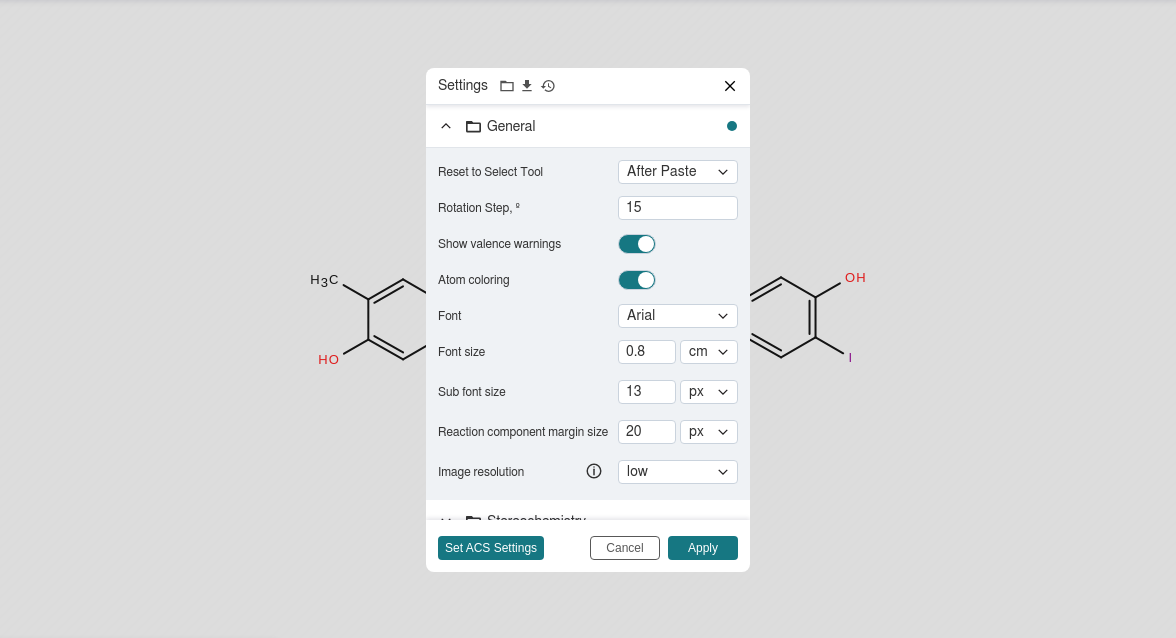 Settings
General
Reset to Select Tool After Paste
Rotation Step, º 15
Show valence warnings
Atom coloring
Font Arial
Font size 0.8 cm
Sub font size 13 px
Reaction component margin size 20 px
Image resolution low
Stereochemistry
Set ACS Settings Cancel Apply
H3C
HO
OH
I